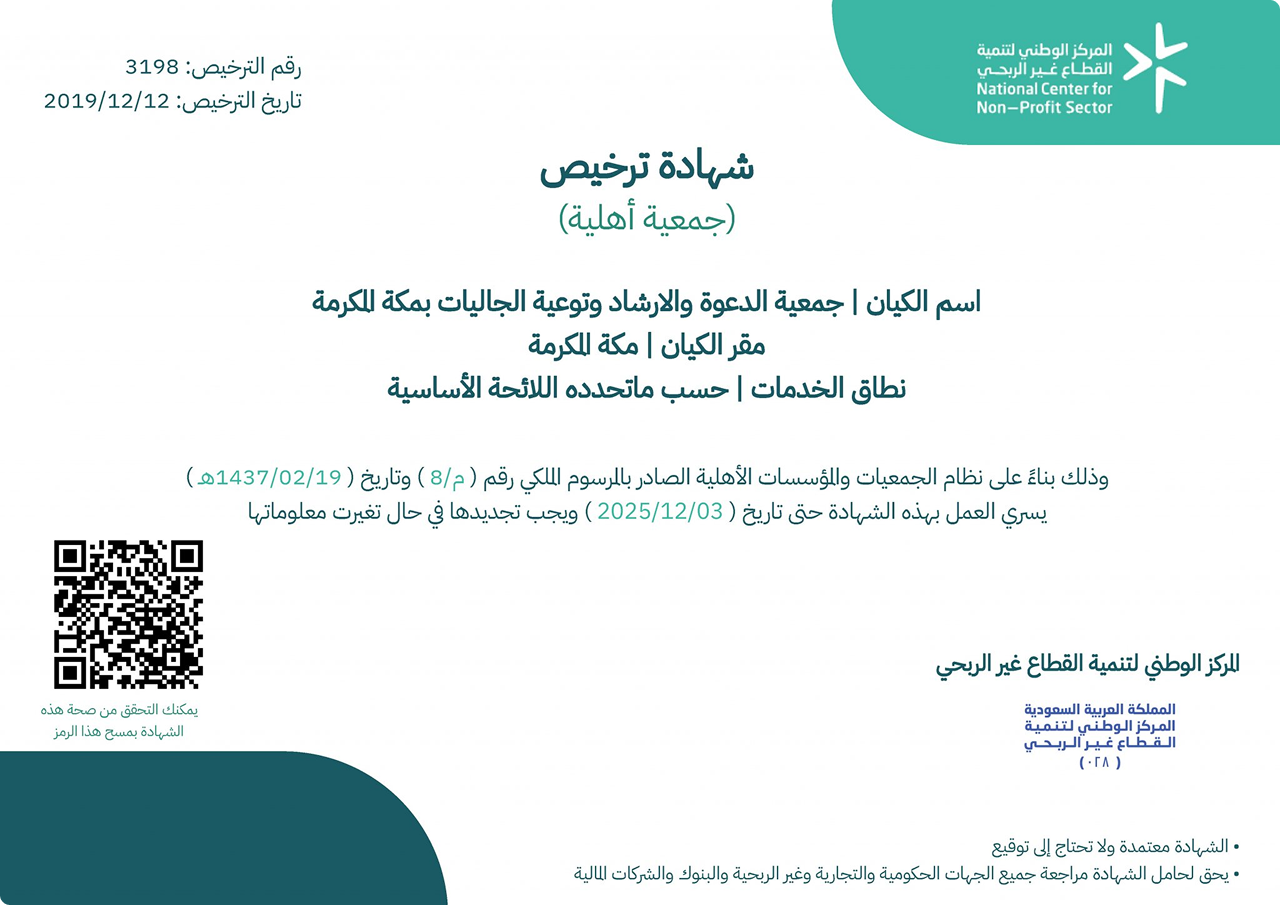 المركز الوطني لتنمية
القطاع غير الربحي
National Center for
Non–Profit Sector
رقم الترخيص: 3198
تاريخ الترخيص: 2019/12/12
شهادة ترخيص
(جمعية أهلية)
اسم الكيان | جمعية الدعوة والارشاد وتوعية الجاليات بمكة المكرمة
مقر الكيان | مكة المكرمة
نطاق الخدمات | حسب ماتحدده اللائحة الأساسية
وذلك بناءً على نظام الجمعيات والمؤسسات الأهلية الصادر بالمرسوم الملكي رقم ( م/8 ) وتاريخ ( 1437/02/19هـ )
يسري العمل بهذه الشهادة حتى تاريخ ( 2025/12/03 ) ويجب تجديدها في حال تغيرت معلوماتها
يمكنك التحقق من صحة هذه
الشهادة بمسح هذا الرمز
المركز الوطني لتنمية القطاع غير الربحي
المملكة العربية السعودية
المركز الوطني لتنمية
القطاع غير الربحي
( ٠٢٨ )
• الشهادة معتمدة ولا تحتاج إلى توقيع
• يحق لحامل الشهادة مراجعة جميع الجهات الحكومية والتجارية وغير الربحية والبنوك والشركات المالية